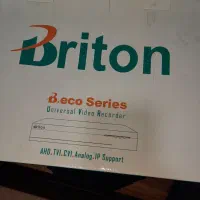 Briton
B.eco Series
Universal Video Recorder
AHD,TVI,CVI,Analog,IP Support